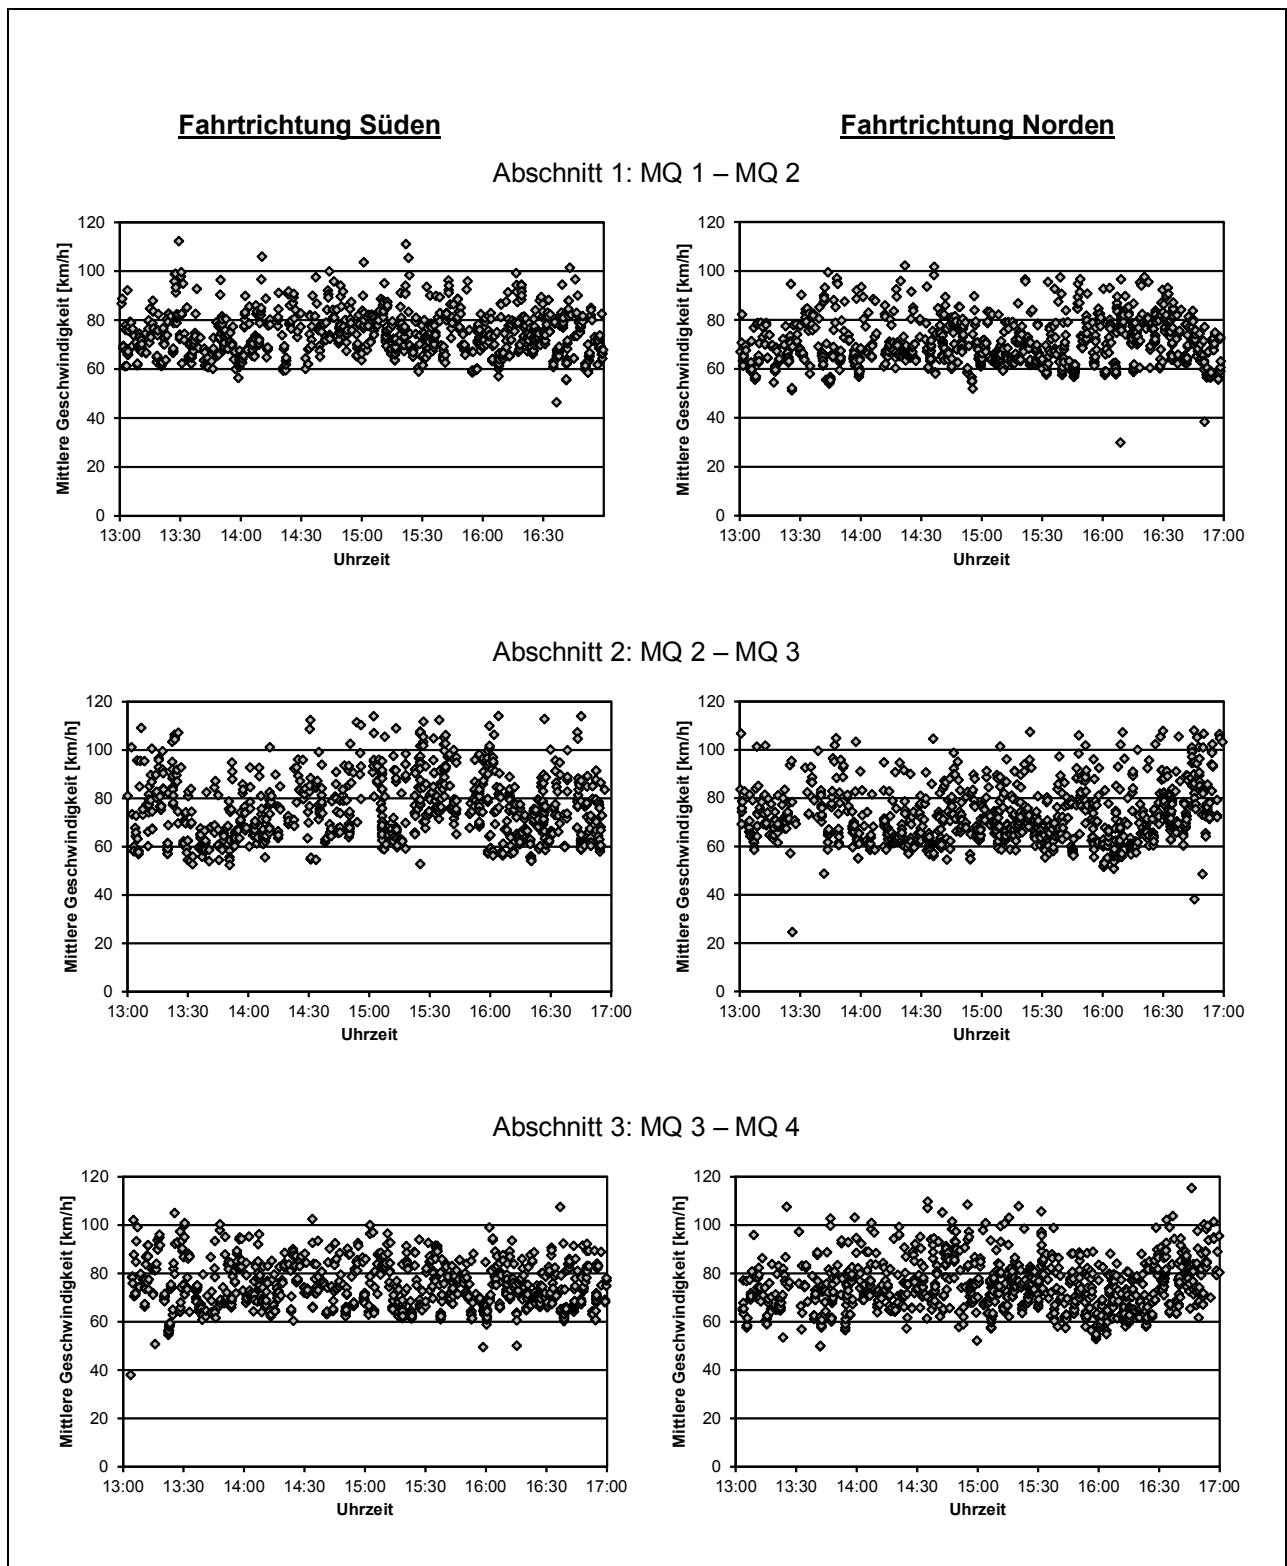 Fahrtrichtung Süden
Fahrtrichtung Norden
Abschnitt 1: MQ 1 – MQ 2
Mittlere Geschwindigkeit [km/h]
120
100
80
60
40
20
0
13:00 13:30 14:00 14:30 15:00 15:30 16:00 16:30
Uhrzeit
Mittlere Geschwindigkeit [km/h]
120
100
80
60
40
20
0
13:00 13:30 14:00 14:30 15:00 15:30 16:00 16:30 17:00
Uhrzeit
Abschnitt 2: MQ 2 – MQ 3
Mittlere Geschwindigkeit [km/h]
120
100
80
60
40
20
0
13:00 13:30 14:00 14:30 15:00 15:30 16:00 16:30 17:00
Uhrzeit
Mittlere Geschwindigkeit [km/h]
120
100
80
60
40
20
0
13:00 13:30 14:00 14:30 15:00 15:30 16:00 16:30 17:00
Uhrzeit
Abschnitt 3: MQ 3 – MQ 4
Mittlere Geschwindigkeit [km/h]
120
100
80
60
40
20
0
13:00 13:30 14:00 14:30 15:00 15:30 16:00 16:30 17:00
Uhrzeit
Mittlere Geschwindigkeit [km/h]
120
100
80
60
40
20
0
13:00 13:30 14:00 14:30 15:00 15:30 16:00 16:30 17:00
Uhrzeit